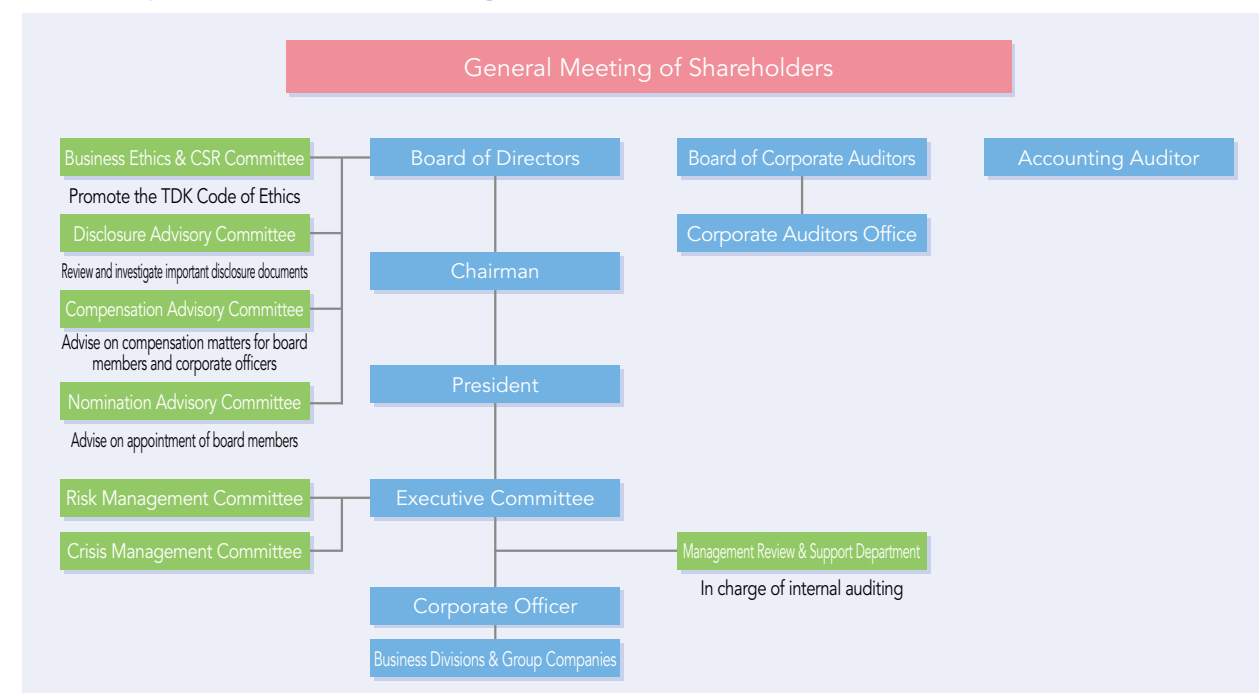 General Meeting of Shareholders
Business Ethics & CSR Committee
Board of Directors
Board of Corporate Auditors
Accounting Auditor
Promote the TDK Code of Ethics
Disclosure Advisory Committee
Corporate Auditors Office
Review and investigate important disclosure documents
Chairman
Compensation Advisory Committee
Advise on compensation matters for board
members and corporate officers
President
Nomination Advisory Committee
Advise on appointment of board members
Risk Management Committee
Executive Committee
Crisis Management Committee
Management Review & Support Department
In charge of internal auditing
Corporate Officer
Business Divisions & Group Companies